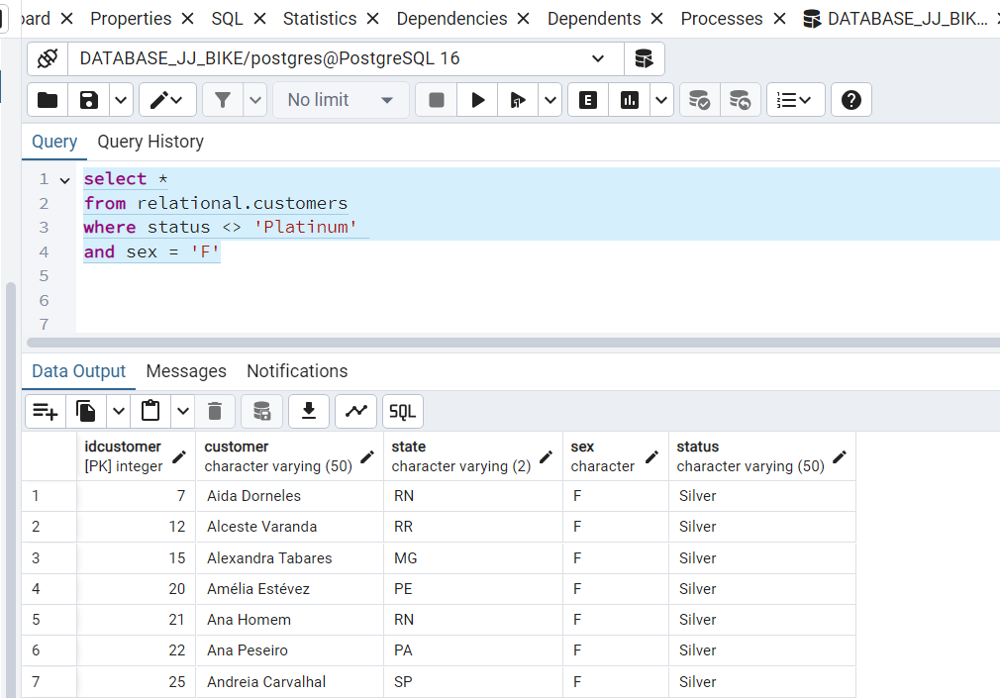 oard Properties SQL Statistics Dependencies Dependents Processes DATABASE_JJ_BIK...
DATABASE_JJ_BIKE/postgres@PostgreSQL 16
No limit E
Query Query History
1 select *
2 from relational.customers
3 where status <> 'Platinum'
4 and sex = 'F'
5
6
7
Data Output Messages Notifications
SQL
idcustomer customer state sex status
[PK] integer character varying (50) character varying (2) character character varying (50)
1 7 Aida Dorneles RN F Silver
2 12 Alceste Varanda RR F Silver
3 15 Alexandra Tabares MG F Silver
4 20 Amélia Estévez PE F Silver
5 21 Ana Homem RN F Silver
6 22 Ana Peseiro PA F Silver
7 25 Andreia Carvalhal SP F Silver